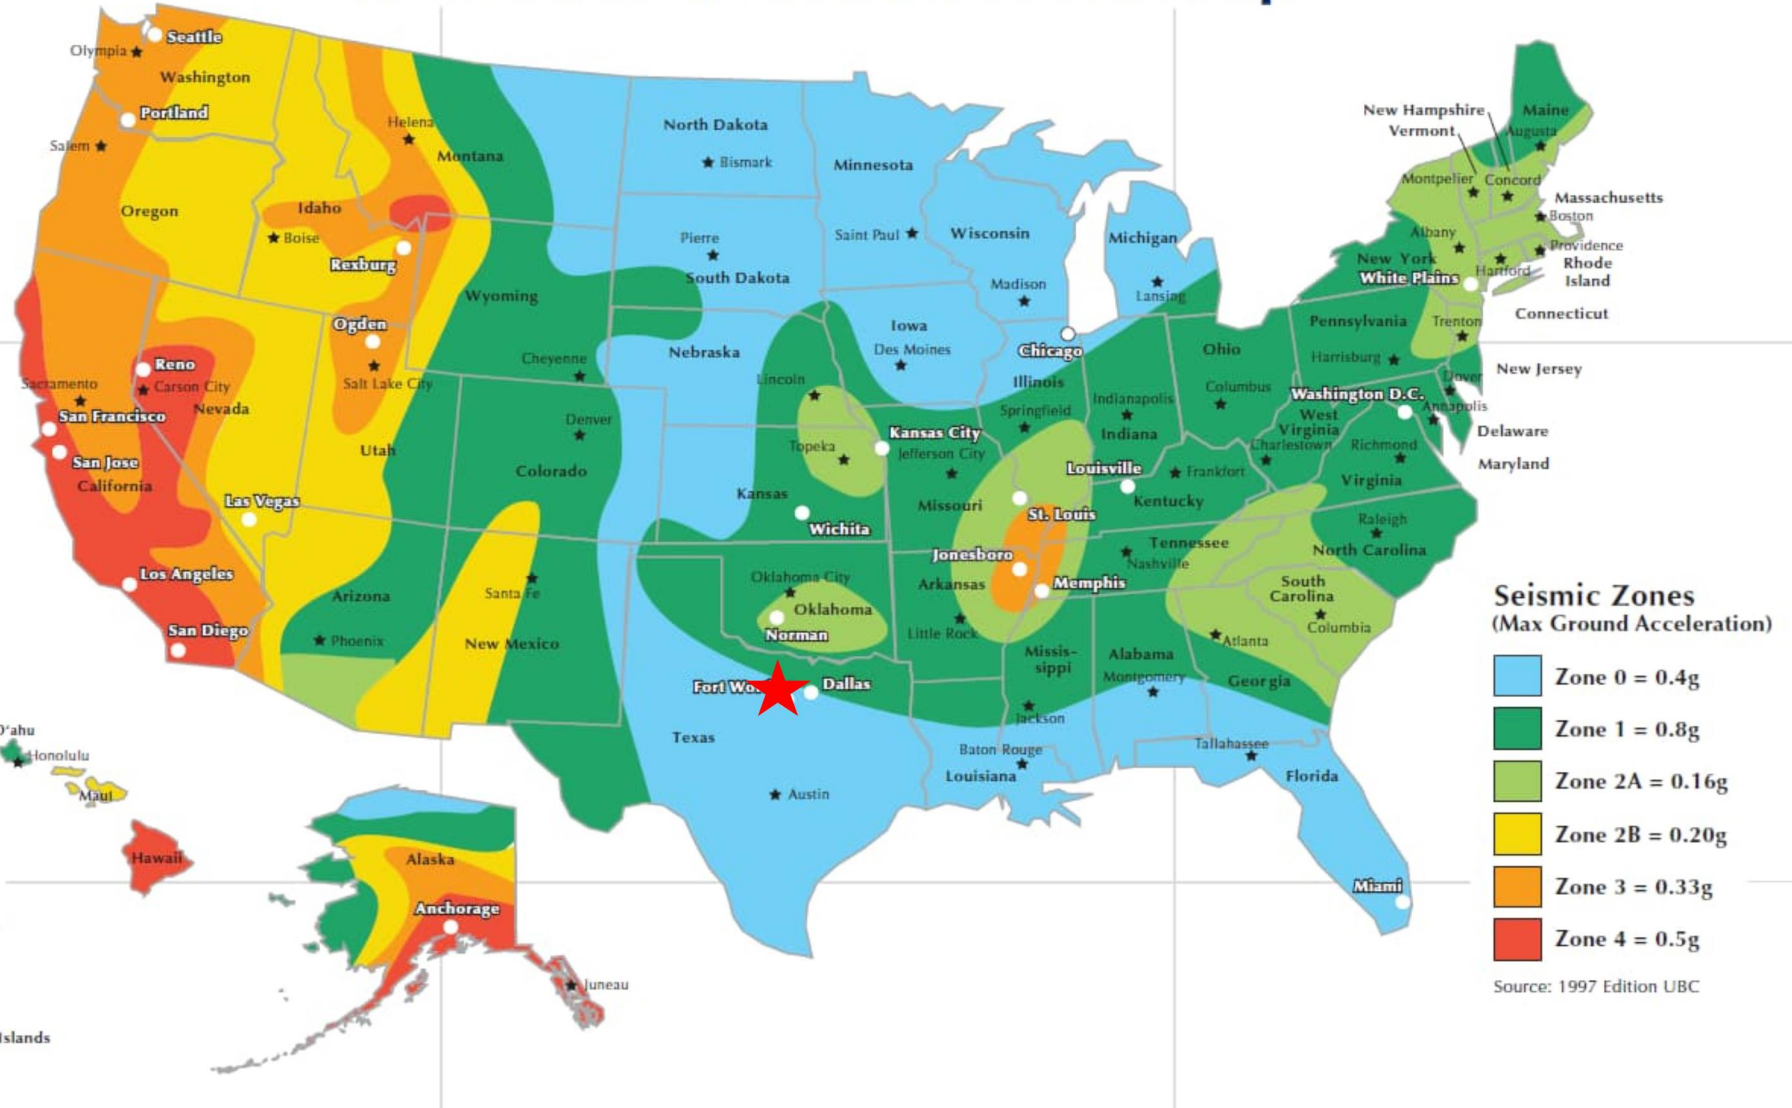 Seattle
Olympia
Washington
Portland
Salem
Helena
Montana
Oregon
Idaho
Boise
Rexburg
Wyoming
Ogden
Salt Lake City
Reno
Carson City
Sacramento
San Francisco
Nevada
San Jose
California
Utah
Las Vegas
Los Angeles
San Diego
Arizona
Phoenix
Cheyenne
Denver
Colorado
Santa Fe
New Mexico
North Dakota
Bismark
Pierre
South Dakota
Nebraska
Lincoln
Topeka
Kansas
Wichita
Oklahoma City
Oklahoma
Norman
Fort Wo
Dallas
Texas
Austin
Minnesota
Saint Paul
Wisconsin
Madison
Michigan
Lansing
Iowa
Des Moines
Chicago
Illinois
Springfield
Kansas City
Jefferson City
Missouri
St. Louis
Jonesboro
Arkansas
Memphis
Little Rock
Indianapolis
Indiana
Ohio
Columbus
Louisville
Frankfort
Kentucky
Tennessee
Nashville
Missis-
sippi
Jackson
Alabama
Montgomery
Baton Rouge
Louisiana
Georgia
Atlanta
Tallahassee
Florida
Miami
South
Carolina
Columbia
Raleigh
North Carolina
Washington D.C.
West
Virginia
Charlestown
Richmond
Virginia
Pennsylvania
Harrisburg
Trenton
Dover
Annapolis
New Jersey
Delaware
Maryland
New Hampshire
Vermont
Maine
Augusta
Montpelier
Concord
Massachusetts
Boston
Albany
New York
Providence
Rhode
Island
Hartford
White Plains
Connecticut
O'ahu
Honolulu
Maui
Hawaii
Alaska
Anchorage
Juneau
Islands
Seismic Zones
(Max Ground Acceleration)
Zone 0 = 0.4g
Zone 1 = 0.8g
Zone 2A = 0.16g
Zone 2B = 0.20g
Zone 3 = 0.33g
Zone 4 = 0.5g
Source: 1997 Edition UBC